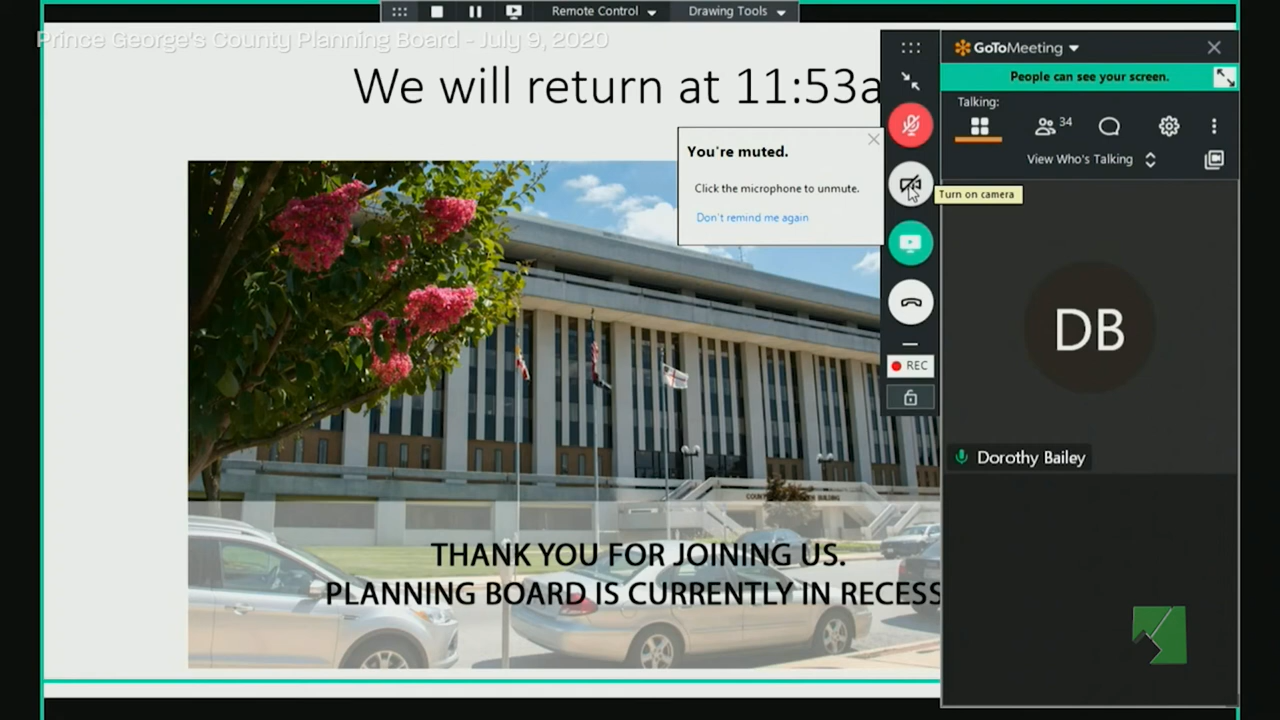 Remote Control
Drawing Tools
Prince George's County Planning Board - July 9, 2020
We will return at 11:53a
GoToMeeting
People can see your screen.
Talking:
34
View Who's Talking
You're muted.
Click the microphone to unmute.
Don't remind me again
Turn on camera
REC
DB
Dorothy Bailey
THANK YOU FOR JOINING US.
PLANNING BOARD IS CURRENTLY IN RECESS